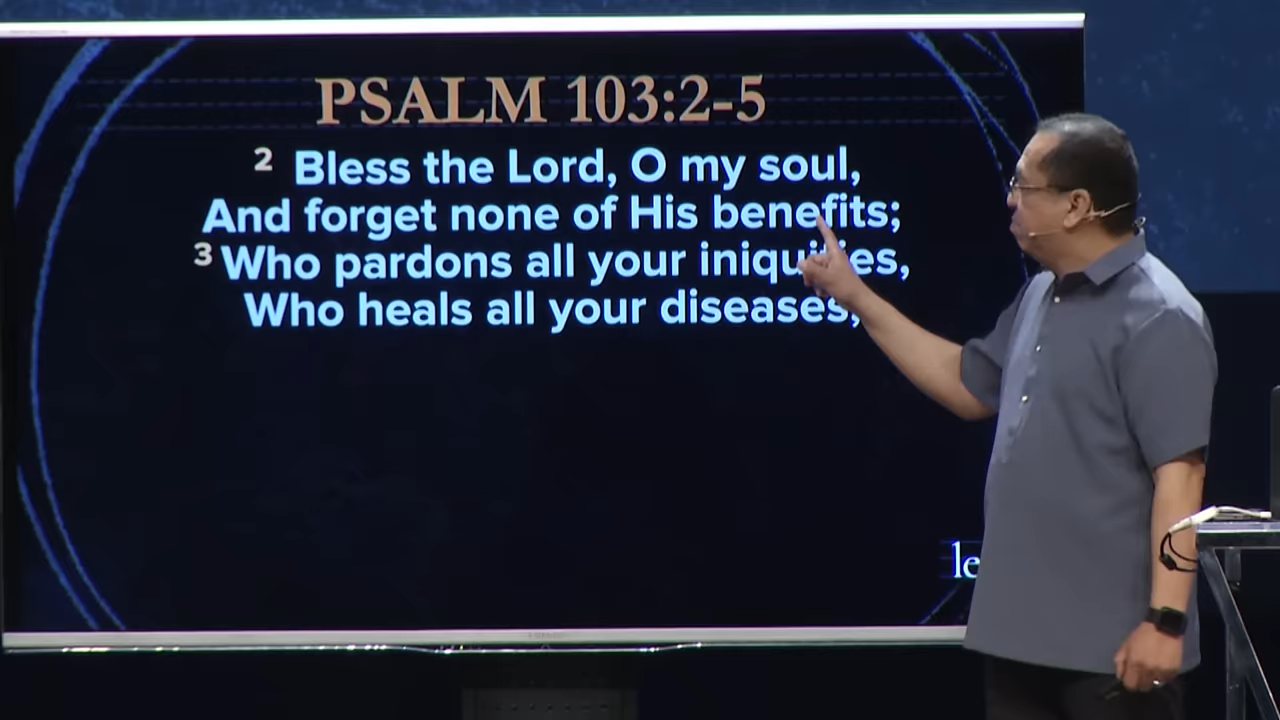 PSALM 103:2-5
2 Bless the Lord, O my soul,
And forget none of His benefits;
3 Who pardons all your iniquities,
Who heals all your diseases,
le